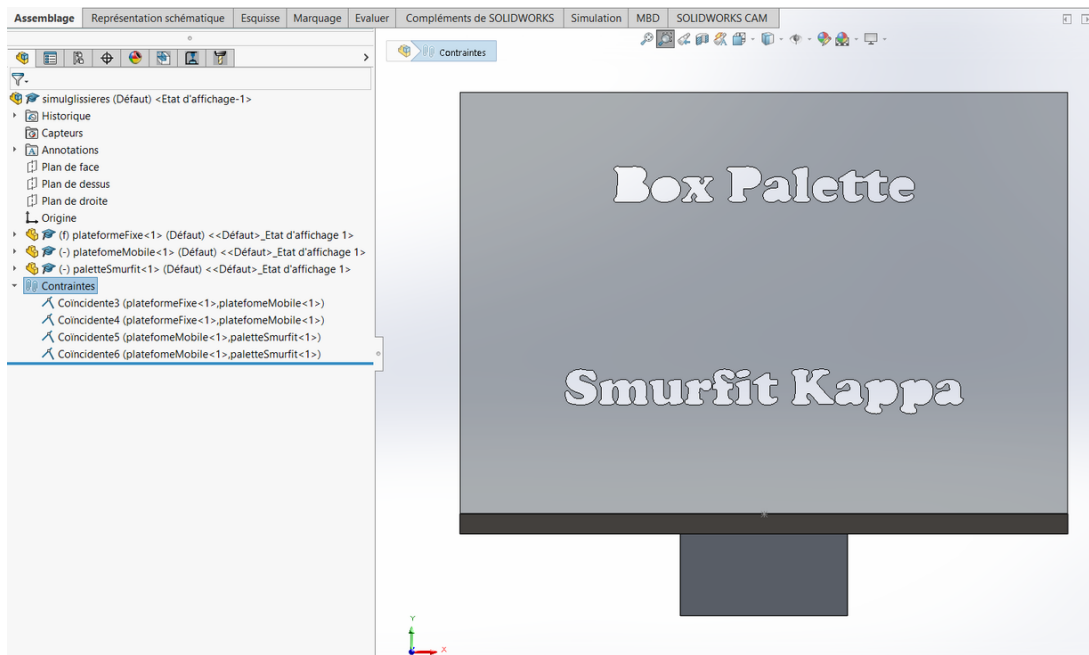 Assemblage Représentation schématique Esquisse Marquage Evaluer Compléments de SOLIDWORKS Simulation MBD SOLIDWORKS CAM
Contraintes
simulglissieres (Défaut) <Etat d'affichage-1>
Historique
Capteurs
Annotations
Plan de face
Plan de dessus
Plan de droite
Origine
(f) plateformeFixe<1> (Défaut) <<Défaut>_Etat d'affichage 1>
(-) platefomeMobile<1> (Défaut) <<Défaut>_Etat d'affichage 1>
(-) paletteSmurfit<1> (Défaut) <<Défaut>_Etat d'affichage 1>
Contraintes
Coïncidente3 (plateformeFixe<1>,platefomeMobile<1>)
Coïncidente4 (plateformeFixe<1>,platefomeMobile<1>)
Coïncidente5 (platefomeMobile<1>,paletteSmurfit<1>)
Coïncidente6 (platefomeMobile<1>,paletteSmurfit<1>)
Box Palette
Smurfit Kappa
Y
X